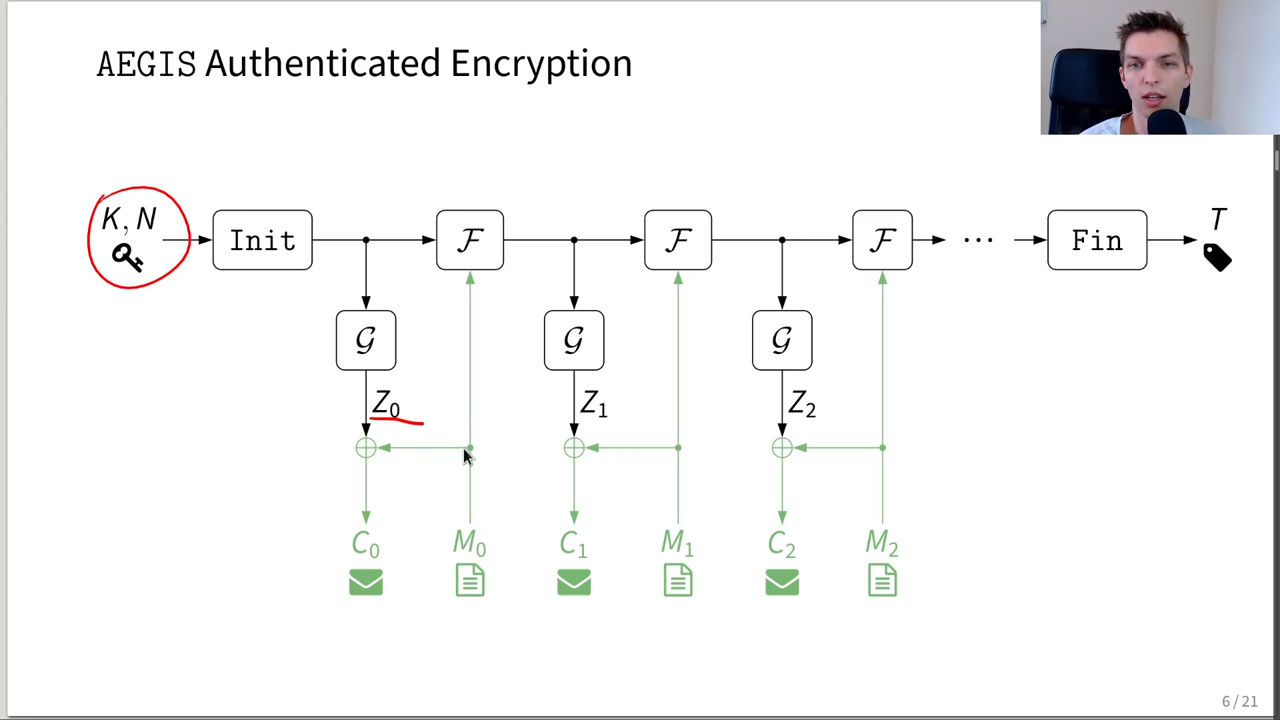 AEGIS Authenticated Encryption
K, N
Init
F
F
F
···
Fin
T
G
G
G
Z0
Z1
Z2
C0
M0
C1
M1
C2
M2
6 / 21